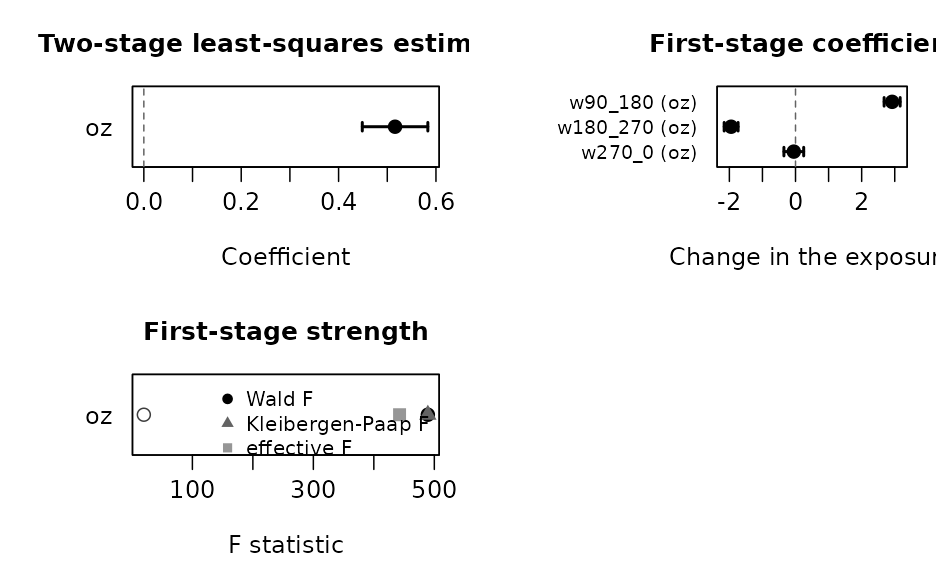 Two-stage least-squares estim
oz
0.0 0.2 0.4 0.6
Coefficient
First-stage coefficien
w90_180 (oz)
w180_270 (oz)
w270_0 (oz)
-2 0 2
Change in the exposur
First-stage strength
oz
Wald F
Kleibergen-Paap F
effective F
100 300 500
F statistic